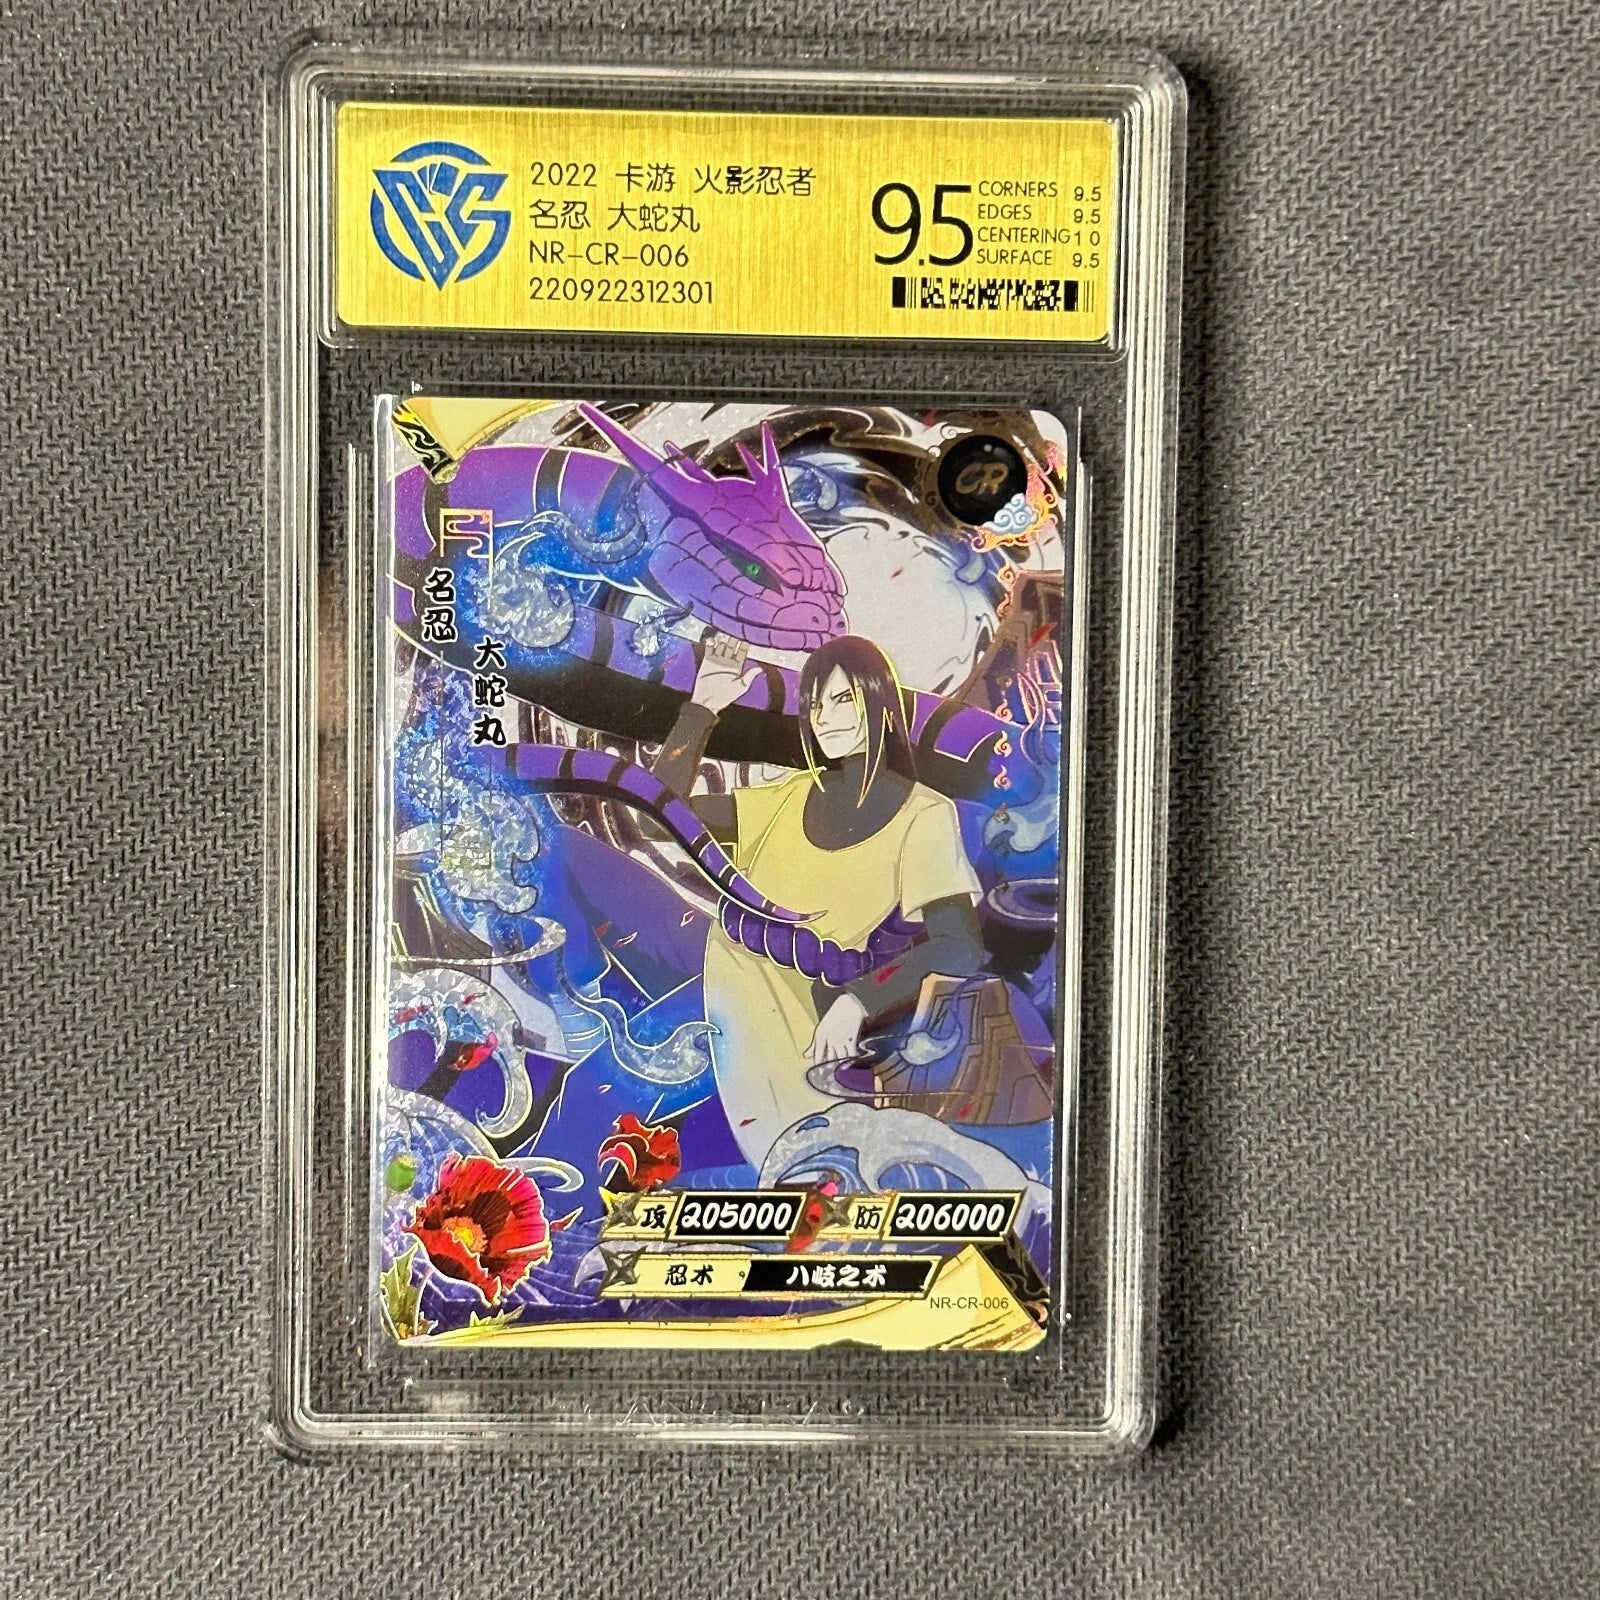 2022 卡游 火影忍者
名忍 大蛇丸
NR-CR-006
220922312301
9.5
CORNERS 9.5
EDGES 9.5
CENTERING 10
SURFACE 9.5
CR
名忍
大蛇丸
攻 205000 防 206000
忍术 八岐之术
NR-CR-006